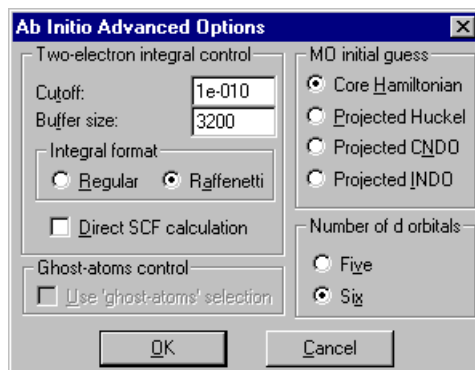 Ab Initio Advanced Options
Two-electron integral control
Cutoff:
1e-010
Buffer size:
3200
Integral format
Regular
Raffenetti
Direct SCF calculation
Ghost-atoms control
Use 'ghost-atoms' selection
MO initial guess
Core Hamiltonian
Projected Huckel
Projected CNDO
Projected INDO
Number of d orbitals
Five
Six
OK
Cancel